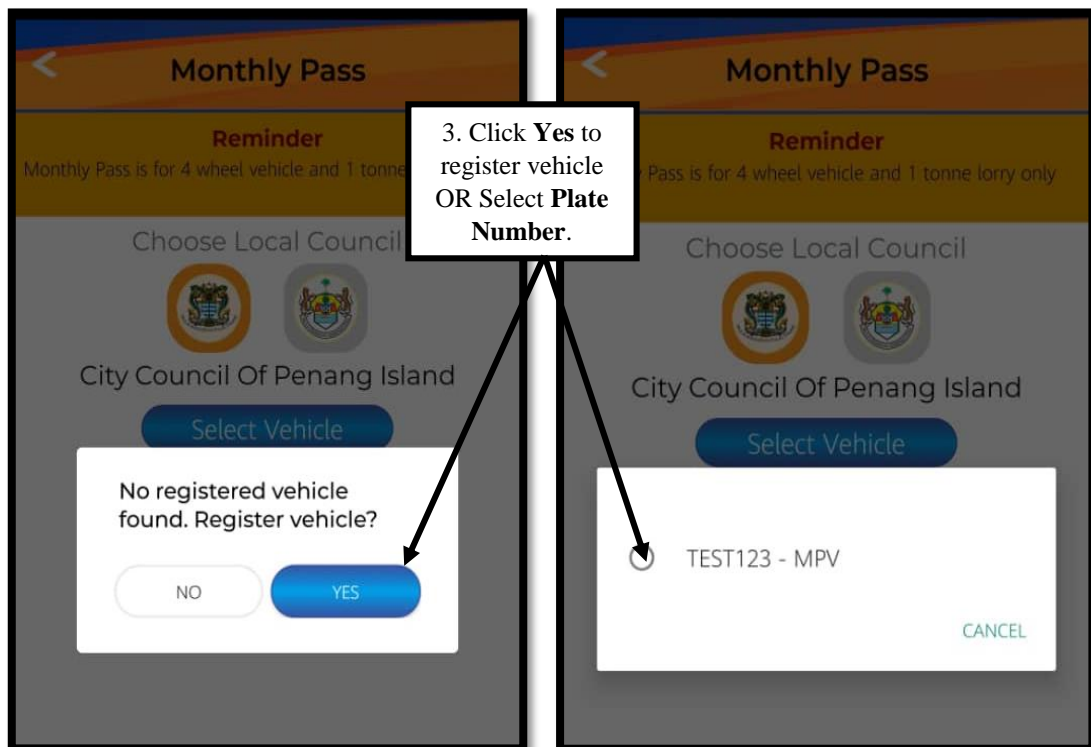 Monthly Pass
Reminder
Monthly Pass is for 4 wheel vehicle and 1 tonne
Choose Local Council
City Council Of Penang Island
Select Vehicle
No registered vehicle
found. Register vehicle?
NO
YES
3. Click Yes to
register vehicle
OR Select Plate
Number.
Monthly Pass
Reminder
Pass is for 4 wheel vehicle and 1 tonne lorry only
Choose Local Council
City Council Of Penang Island
Select Vehicle
TEST123 - MPV
CANCEL